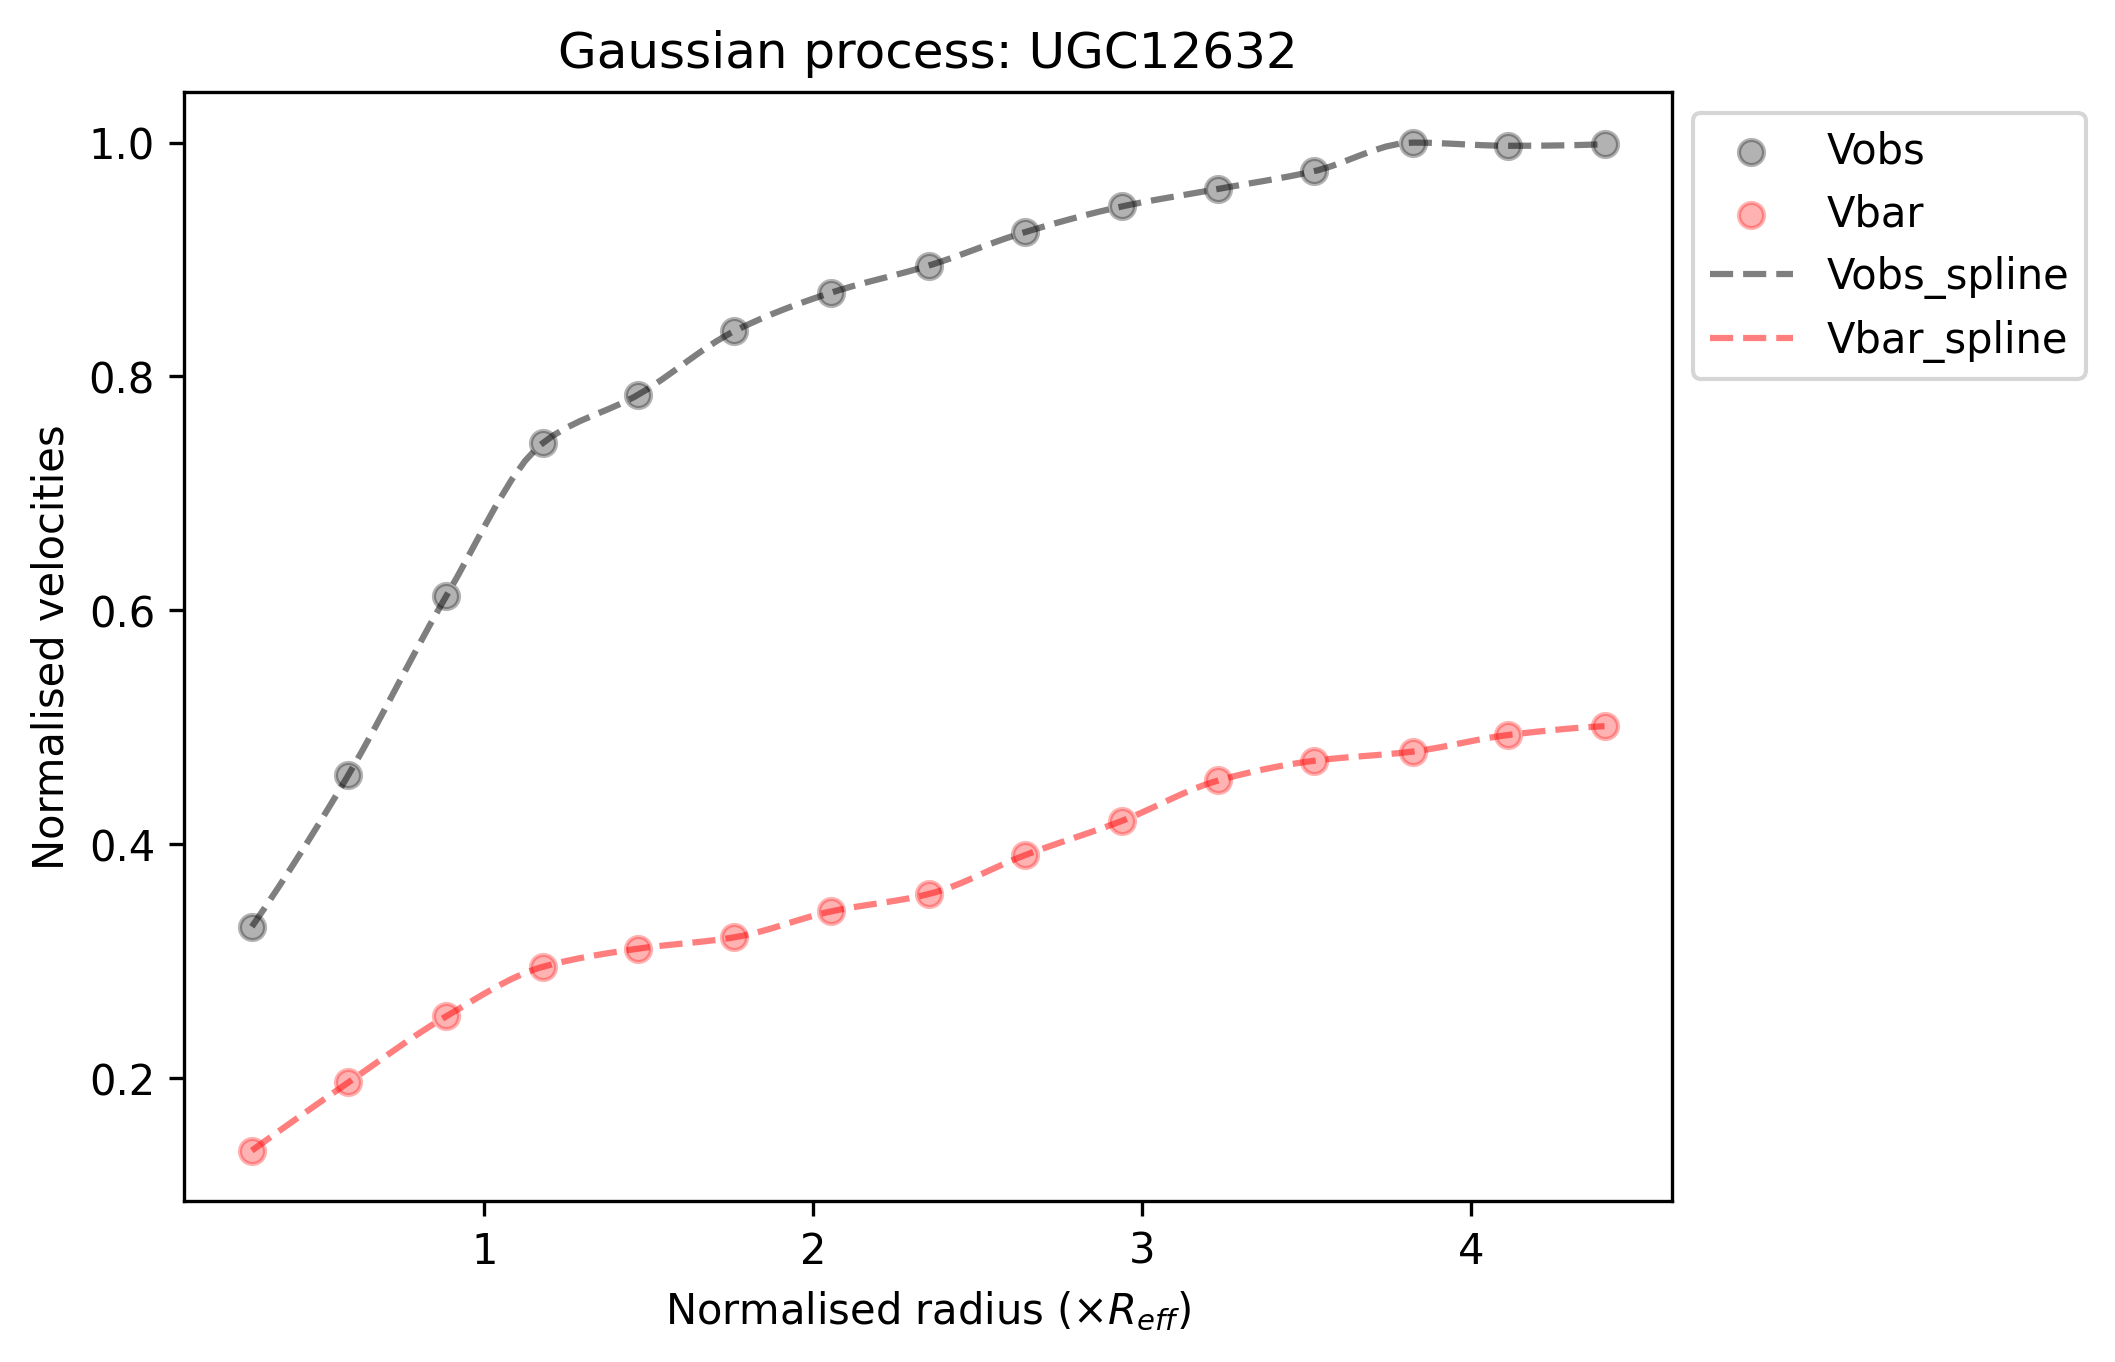 Gaussian process: UGC12632
1.0
0.8
0.6
0.4
0.2
Normalised velocities
1 2 3 4
Normalised radius (×R_eff)
Vobs
Vbar
Vobs_spline
Vbar_spline